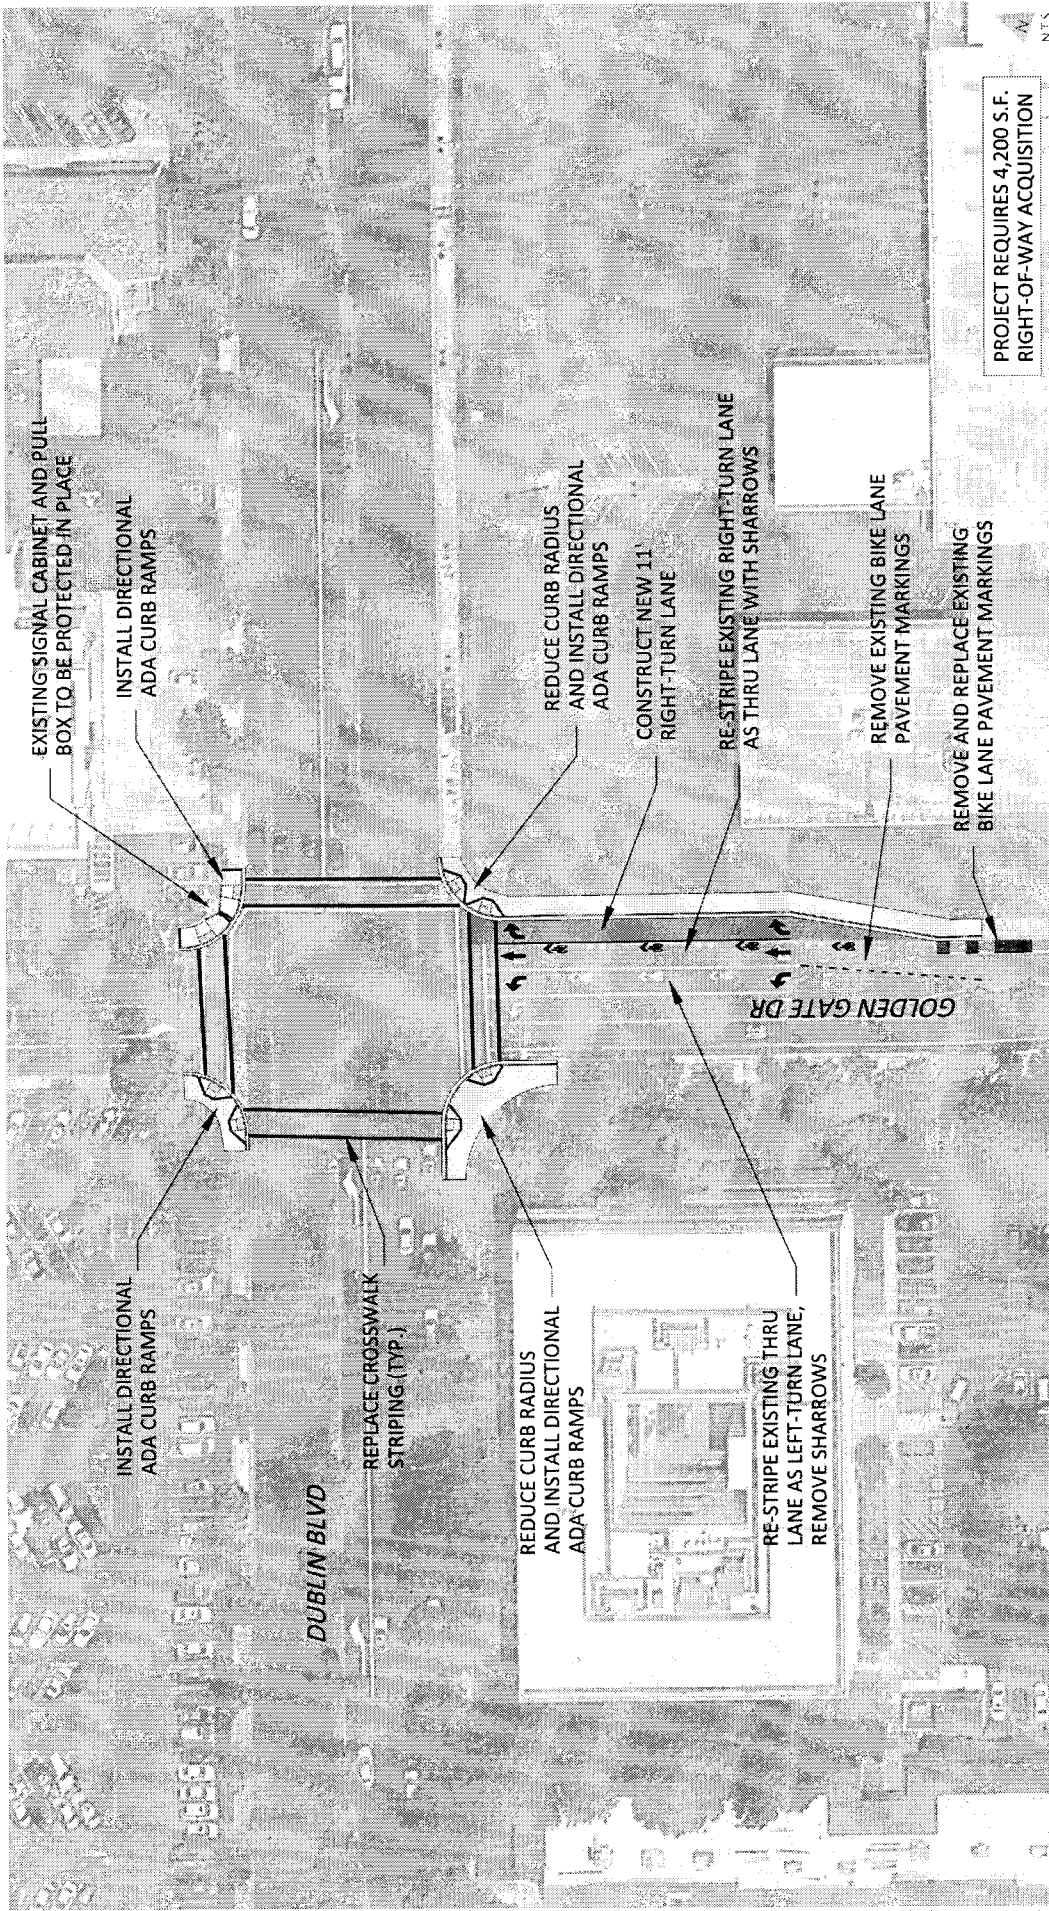 EXISTING SIGNAL CABINET AND PULL
BOX TO BE PROTECTED IN PLACE
INSTALL DIRECTIONAL
ADA CURB RAMPS
INSTALL DIRECTIONAL
ADA CURB RAMPS
DUBLIN BLVD
REPLACE CROSSWALK
STRIPING (TYP.)
REDUCE CURB RADIUS
AND INSTALL DIRECTIONAL
ADA CURB RAMPS
REDUCE CURB RADIUS
AND INSTALL DIRECTIONAL
ADA CURB RAMPS
CONSTRUCT NEW 11'
RIGHT-TURN LANE
RE-STRIPE EXISTING RIGHT-TURN LANE
AS THRU LANE WITH SHARROWS
RE-STRIPE EXISTING THRU
LANE AS LEFT-TURN LANE,
REMOVE SHARROWS
GOLDEN GATE DR
REMOVE EXISTING BIKE LANE
PAVEMENT MARKINGS
REMOVE AND REPLACE EXISTING
BIKE LANE PAVEMENT MARKINGS
PROJECT REQUIRES 4,200 S.F.
RIGHT-OF-WAY ACQUISITION
N
NTS